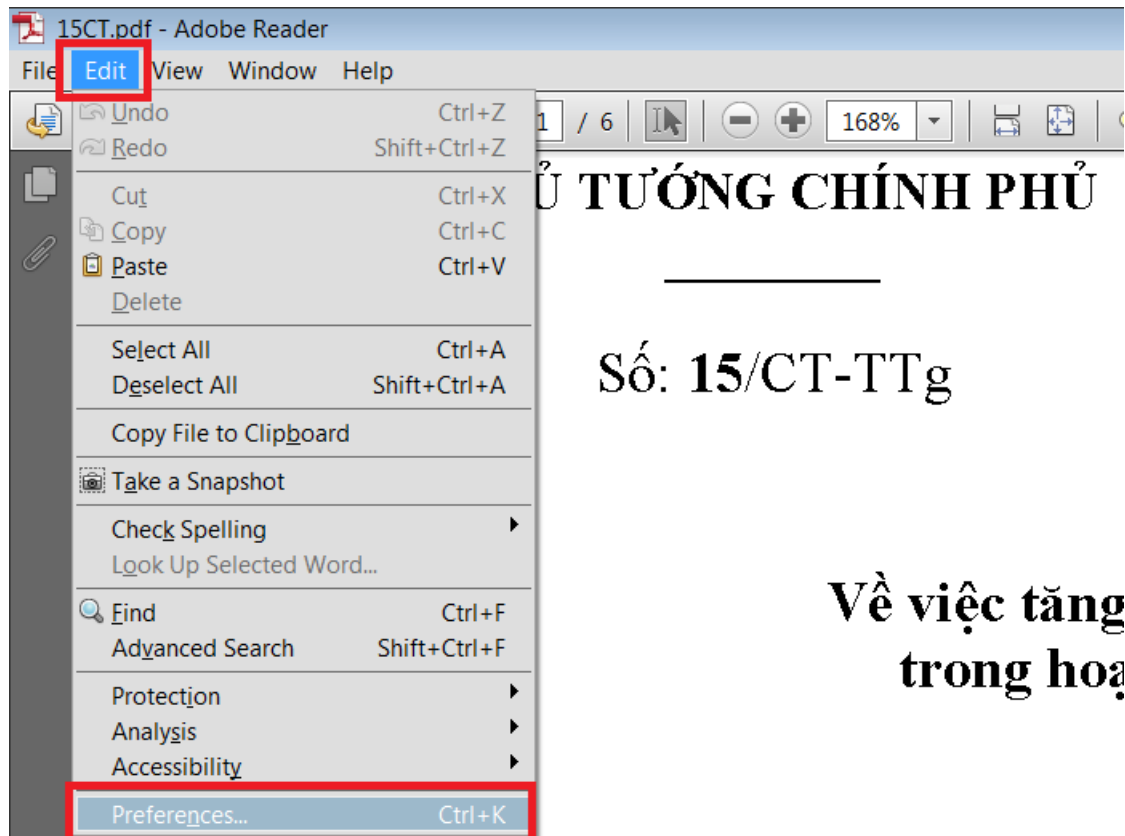 15CT.pdf - Adobe Reader
File Edit View Window Help
1 / 6 168%
Undo Ctrl+Z
Redo Shift+Ctrl+Z
Cut Ctrl+X
Copy Ctrl+C
Paste Ctrl+V
Delete
Select All Ctrl+A
Deselect All Shift+Ctrl+A
Copy File to Clipboard
Take a Snapshot
Check Spelling
Look Up Selected Word...
Find Ctrl+F
Advanced Search Shift+Ctrl+F
Protection
Analysis
Accessibility
Preferences... Ctrl+K
Ủ TƯỚNG CHÍNH PHỦ
Số: 15/CT-TTg
Về việc tăng
trong hoạ